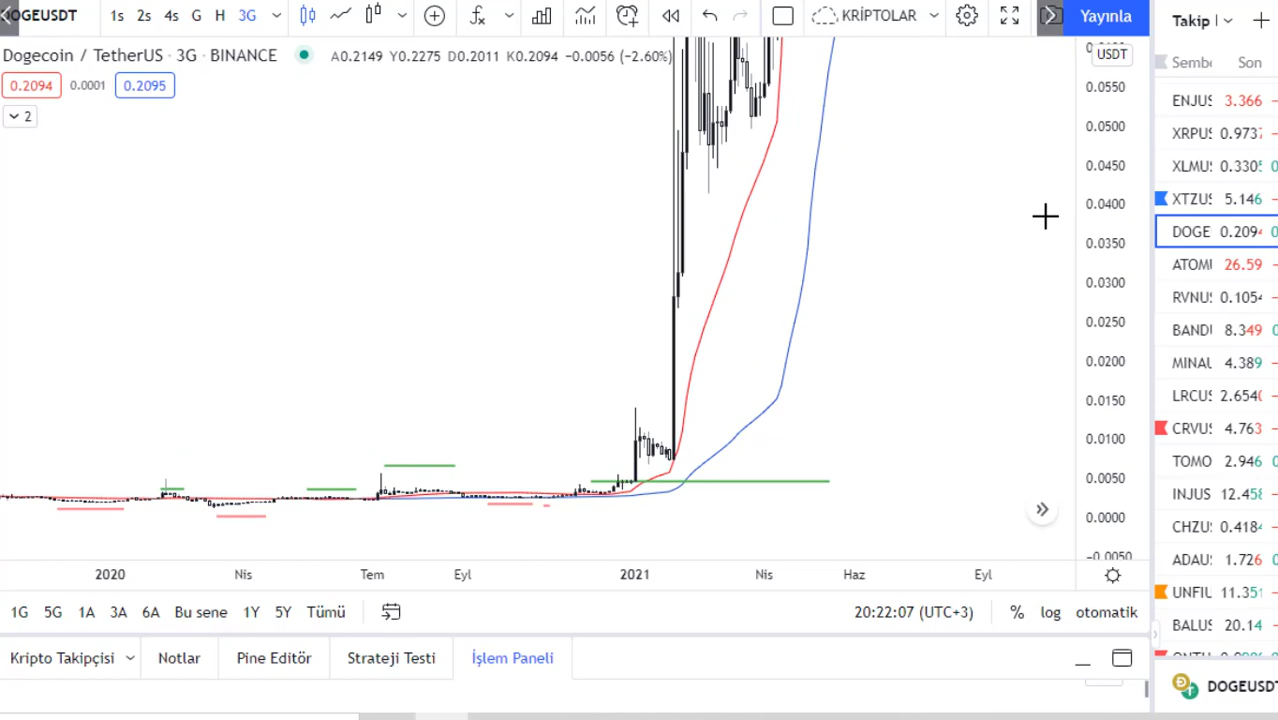 DOGEUSDT 1s 2s 4s G H 3G KRİPTOLAR Yayınla Takip
Dogecoin / TetherUS · 3G · BINANCE A0.2149 Y0.2275 D0.2011 K0.2094 −0.0056 (−2.60%)
USDT
Son
0.2094 0.0001 0.2095
2
0.0550
0.0500
0.0450
0.0400
0.0350
0.0300
0.0250
0.0200
0.0150
0.0100
0.0050
0.0000
−0.0050
ENJUS 3.366
XRPUS 0.9737
XLMUS 0.3305
XTZUS 5.146
DOGE 0.2094
ATOM 26.59
RVNUS 0.1054
BANDU 8.349
MINAU 4.389
LRCUS 2.6540
CRVUS 4.763
TOMO 2.946
INJUS 12.458
CHZUS 0.4184
ADAUS 1.726
UNFIU 11.351
BALUS 20.14
2020 Nis Tem Eyl 2021 Nis Haz Eyl
1G 5G 1A 3A 6A Bu sene 1Y 5Y Tümü 20:22:07 (UTC+3) % log otomatik
Kripto Takipçisi Notlar Pine Editör Strateji Testi İşlem Paneli
DOGEUSDT